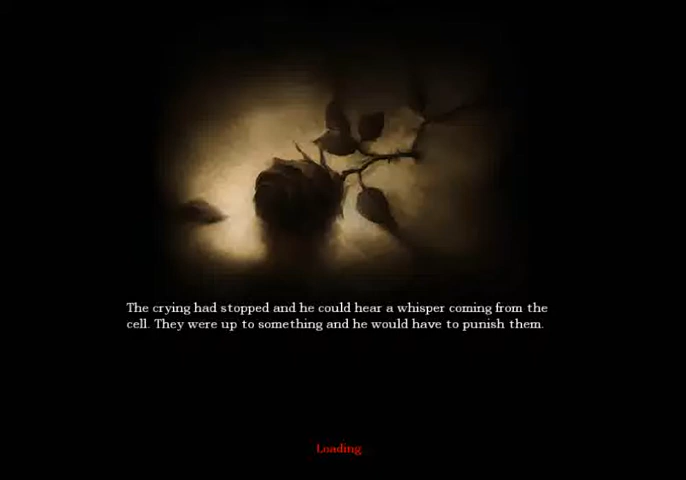 The crying had stopped and he could hear a whisper coming from the
cell. They were up to something and he would have to punish them.
Loading